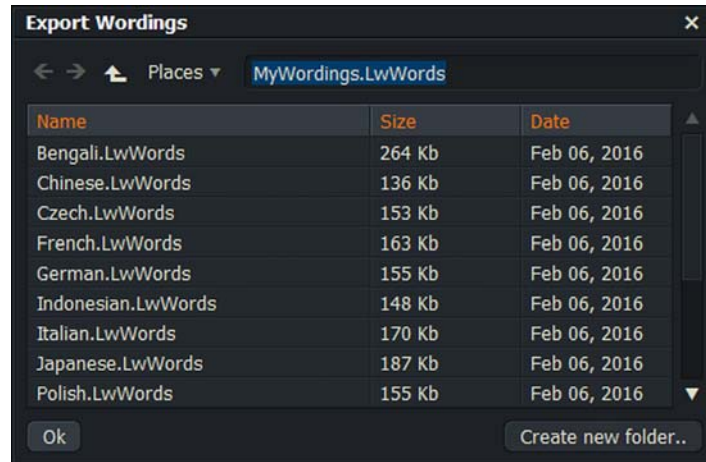 Export Wordings
Places MyWordings.LwWords
Name Size Date
Bengali.LwWords 264 Kb Feb 06, 2016
Chinese.LwWords 136 Kb Feb 06, 2016
Czech.LwWords 153 Kb Feb 06, 2016
French.LwWords 163 Kb Feb 06, 2016
German.LwWords 155 Kb Feb 06, 2016
Indonesian.LwWords 148 Kb Feb 06, 2016
Italian.LwWords 170 Kb Feb 06, 2016
Japanese.LwWords 187 Kb Feb 06, 2016
Polish.LwWords 155 Kb Feb 06, 2016
Ok Create new folder..